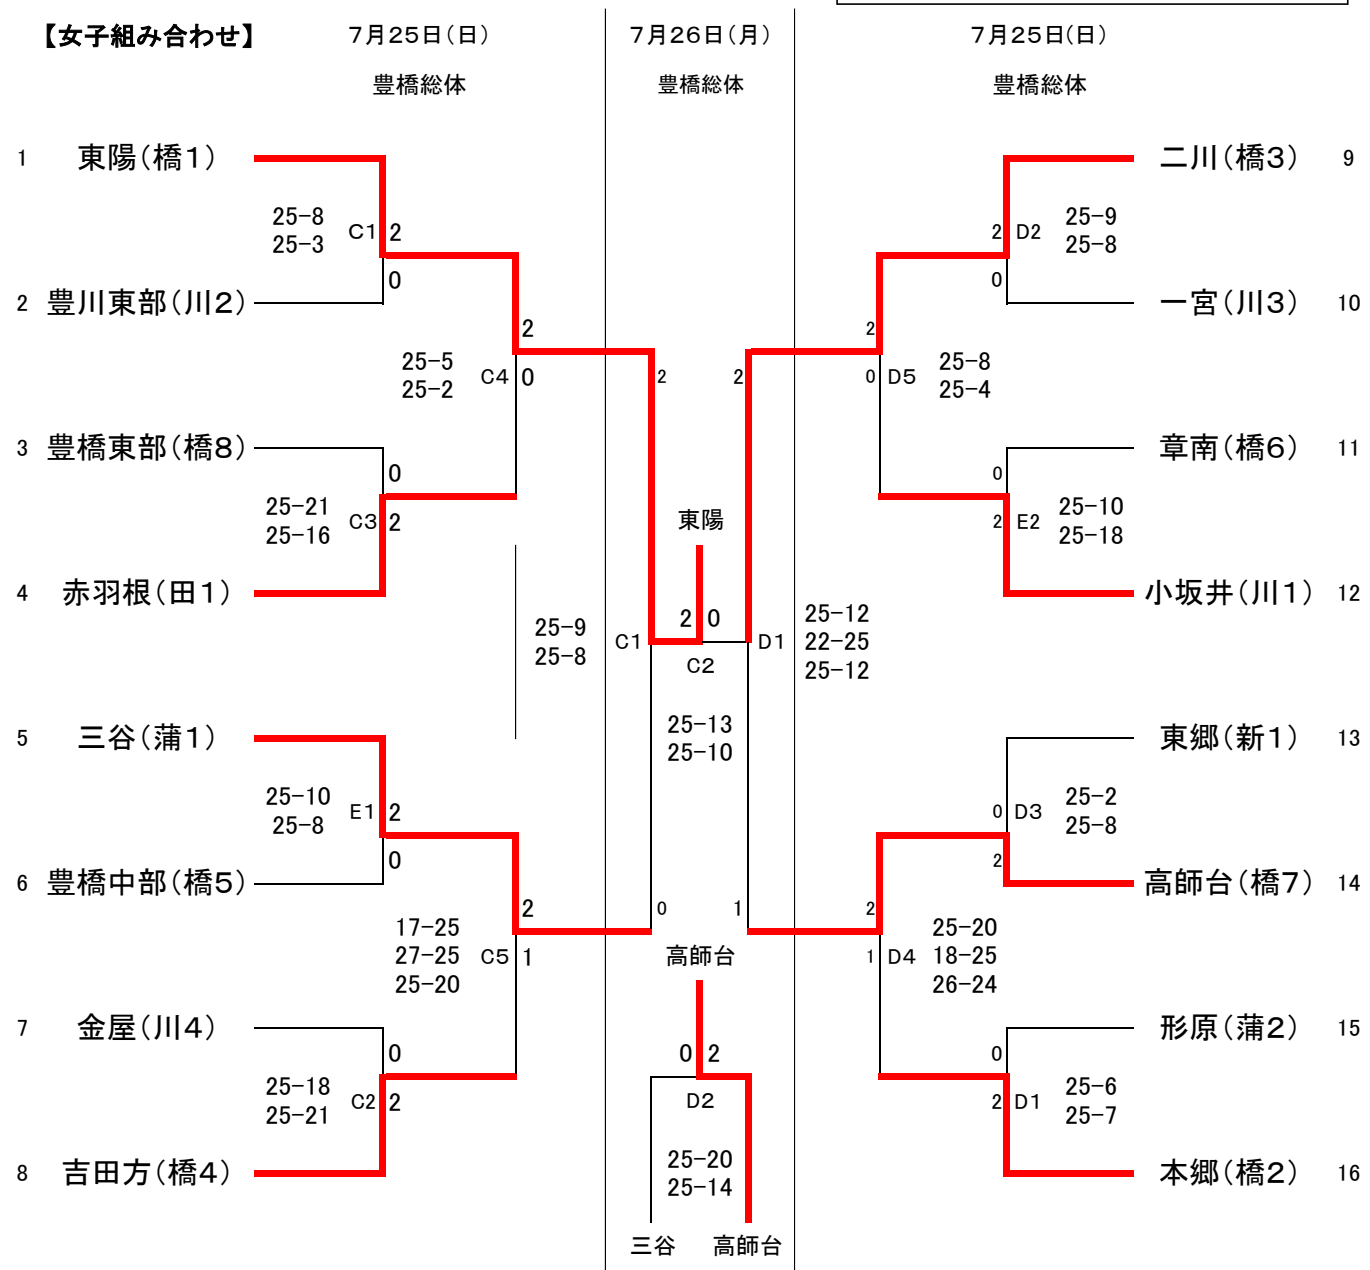 【女子組み合わせ】 7月25日(日) 7月26日(月) 7月25日(日)
豊橋総体 豊橋総体 豊橋総体
1 東陽(橋1) 二川(橋3) 9
25-8 C1 2 2 D2 25-9
25-3 25-8
0 0
2 豊川東部(川2) 一宮(川3) 10
2 2
25-5 C4 0 2 2 0 D5 25-8
25-2 25-4
3 豊橋東部(橋8) 章南(橋6) 11
0 0
25-21 C3 2 東陽 2 E2 25-10
25-16 25-18
4 赤羽根(田1) 小坂井(川1) 12
25-9 C1 2 0 D1 25-12
25-8 C2 22-25
25-12
25-13
25-10
5 三谷(蒲1) 東郷(新1) 13
25-10 E1 2 0 D3 25-2
25-8 25-8
0 2
6 豊橋中部(橋5) 高師台(橋7) 14
2 0 1 2
17-25 25-20
27-25 C5 1 高師台 1 D4 18-25
25-20 26-24
7 金屋(川4) 形原(蒲2) 15
0 0 2 0
25-18 C2 2 D2 2 D1 25-6
25-21 25-7
8 吉田方(橋4) 25-20 本郷(橋2) 16
25-14
三谷 高師台